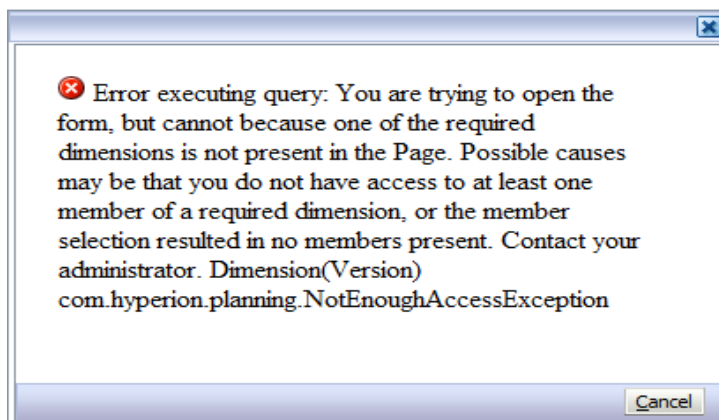 Error executing query: You are trying to open the
form, but cannot because one of the required
dimensions is not present in the Page. Possible causes
may be that you do not have access to at least one
member of a required dimension, or the member
selection resulted in no members present. Contact your
administrator. Dimension(Version)
com.hyperion.planning.NotEnoughAccessException
Cancel